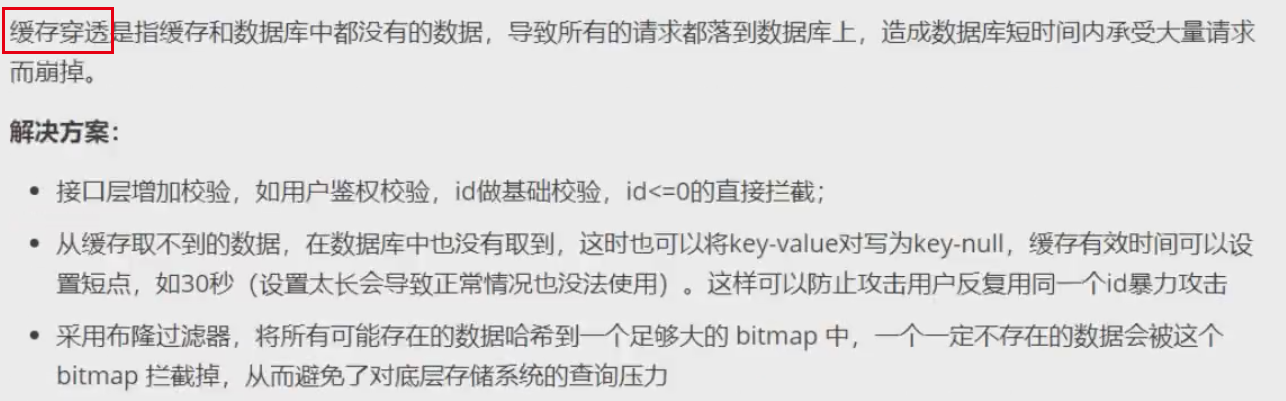 缓存穿透是指缓存和数据库中都没有的数据，导致所有的请求都落到数据库上，造成数据库短时间内承受大量请求
而崩掉。
解决方案：
• 接口层增加校验，如用户鉴权校验，id做基础校验，id<=0的直接拦截；
• 从缓存取不到的数据，在数据库中也没有取到，这时也可以将key-value对写为key-null，缓存有效时间可以设
置短点，如30秒（设置太长会导致正常情况也没法使用）。这样可以防止攻击用户反复用同一个id暴力攻击
• 采用布隆过滤器，将所有可能存在的数据哈希到一个足够大的 bitmap 中，一个一定不存在的数据会被这个
bitmap 拦截掉，从而避免了对底层存储系统的查询压力